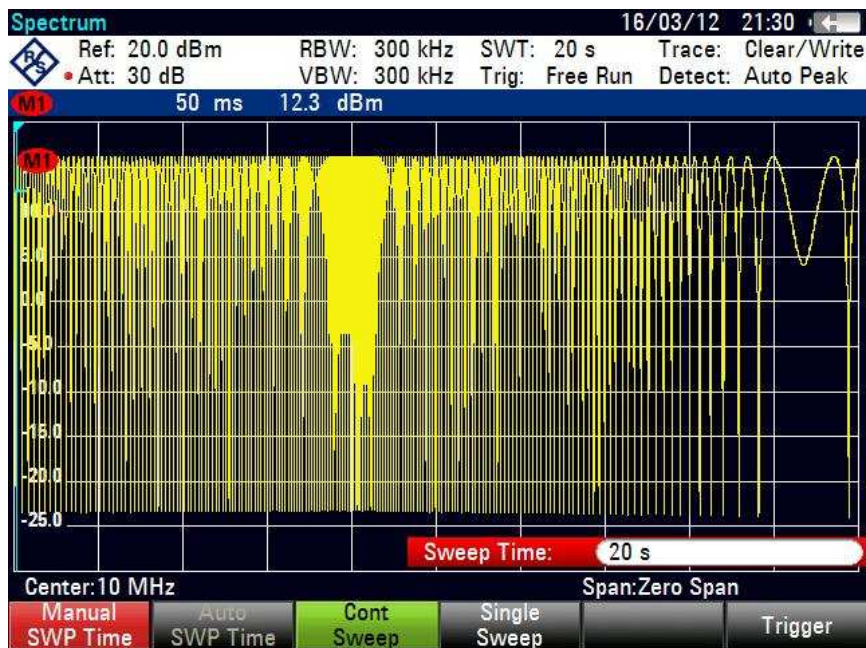 Spectrum 16/03/12 21:30
Ref: 20.0 dBm RBW: 300 kHz SWT: 20 s Trace: Clear/Write
Att: 30 dB VBW: 300 kHz Trig: Free Run Detect: Auto Peak
M1 50 ms 12.3 dBm
M1
10.0
5.0
0.0
-5.0
-10.0
-15.0
-20.0
-25.0
Sweep Time: 20 s
Center:10 MHz Span:Zero Span
Manual SWP Time
Auto SWP Time
Cont Sweep
Single Sweep
Trigger